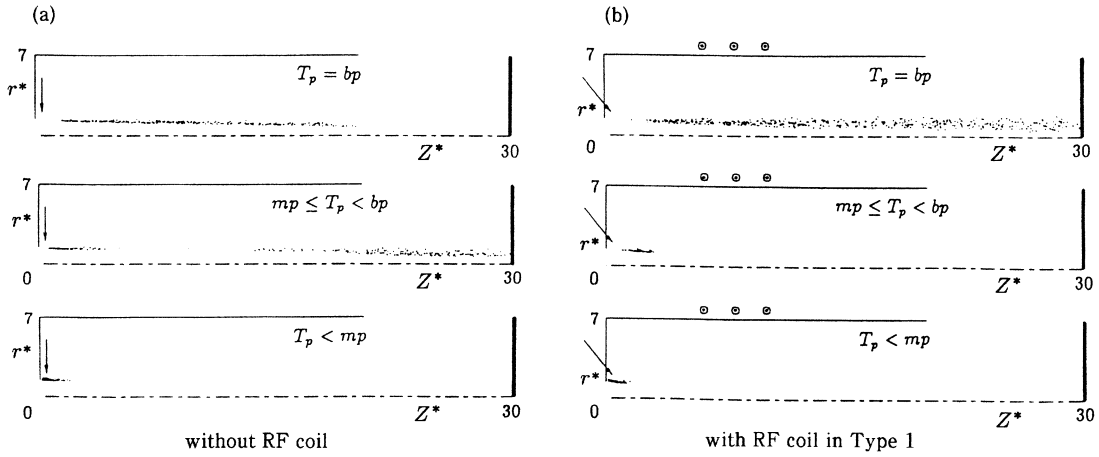 (a)
7
r*
T_p = bp
0
Z*
30
7
r*
mp ≤ T_p < bp
0
Z*
30
7
r*
T_p < mp
0
Z*
30
without RF coil
(b)
7
r*
T_p = bp
0
Z*
30
7
r*
mp ≤ T_p < bp
0
Z*
30
7
r*
T_p < mp
0
Z*
30
with RF coil in Type 1